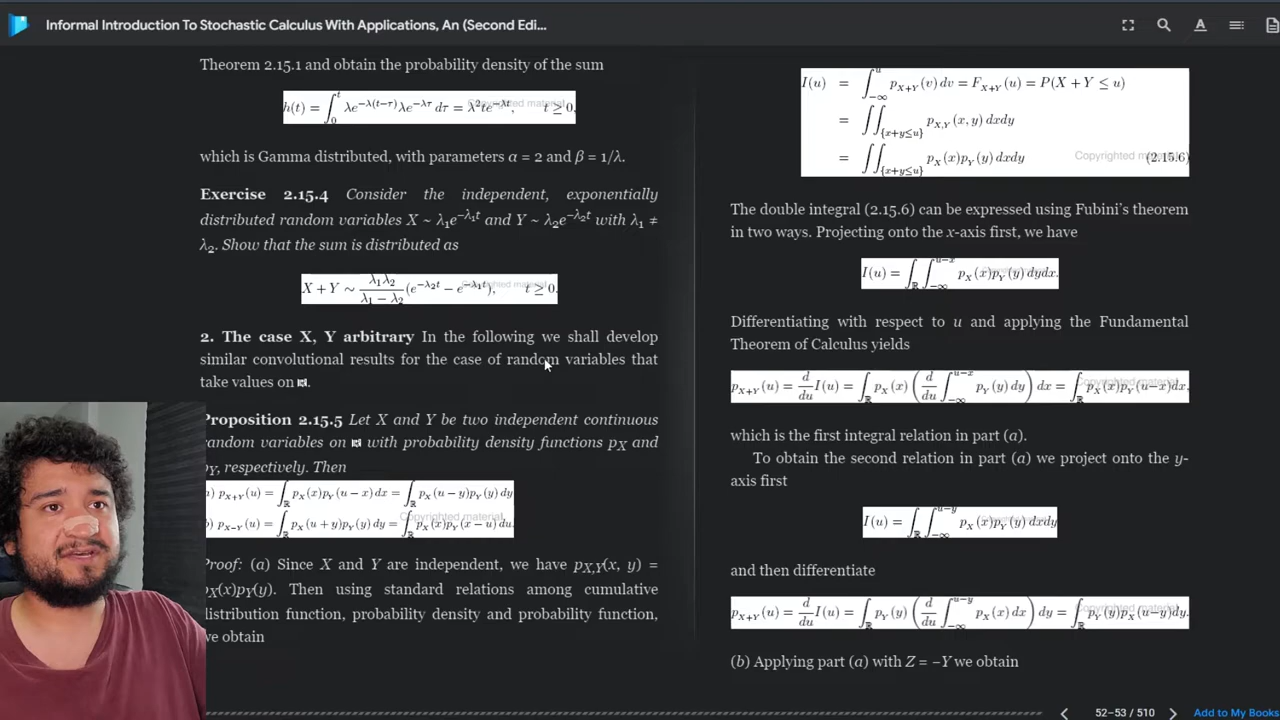 Informal Introduction To Stochastic Calculus With Applications, An (Second Edi...
Theorem 2.15.1 and obtain the probability density of the sum
h(t) = ∫₀ᵗ λe^{−λ(t−τ)}λe^{−λτ} dτ = λ²te^{−λt}, t ≥ 0,
Copyrighted material
which is Gamma distributed, with parameters α = 2 and β = 1/λ.
Exercise 2.15.4 Consider the independent, exponentially
distributed random variables X ~ λ₁e^{−λ₁t} and Y ~ λ₂e^{−λ₂t} with λ₁ ≠
λ₂. Show that the sum is distributed as
X + Y ~ λ₁λ₂/(λ₁ − λ₂) (e^{−λ₂t} − e^{−λ₁t}), t ≥ 0.
Copyrighted material
2. The case X, Y arbitrary In the following we shall develop
similar convolutional results for the case of random variables that
take values on ℝ.
Proposition 2.15.5 Let X and Y be two independent continuous
random variables on ℝ with probability density functions p_X and
p_Y, respectively. Then
) p_{X+Y}(u) = ∫_ℝ p_X(x)p_Y(u − x) dx = ∫_ℝ p_X(u − y)p_Y(y) dy
) p_{X−Y}(u) = ∫_ℝ p_X(u + y)p_Y(y) dy = ∫_ℝ p_X(x)p_Y(x − u) du.
Copyrighted material
Proof: (a) Since X and Y are independent, we have p_{X,Y}(x, y) =
p_X(x)p_Y(y). Then using standard relations among cumulative
distribution function, probability density and probability function,
we obtain
I(u) = ∫_{−∞}^{u} p_{X+Y}(v) dv = F_{X+Y}(u) = P(X + Y ≤ u)
= ∬_{{x+y≤u}} p_{X,Y}(x, y) dxdy
= ∬_{{x+y≤u}} p_X(x)p_Y(y) dxdy (2.15.6)
Copyrighted material
The double integral (2.15.6) can be expressed using Fubini's theorem
in two ways. Projecting onto the x-axis first, we have
I(u) = ∫_ℝ ∫_{−∞}^{u−x} p_X(x)p_Y(y) dydx.
Differentiating with respect to u and applying the Fundamental
Theorem of Calculus yields
p_{X+Y}(u) = d/du I(u) = ∫_ℝ p_X(x) (d/du ∫_{−∞}^{u−x} p_Y(y) dy) dx = ∫_ℝ p_X(x)p_Y(u−x)dx,
Copyrighted material
which is the first integral relation in part (a).
To obtain the second relation in part (a) we project onto the y-
axis first
I(u) = ∫_ℝ ∫_{−∞}^{u−y} p_X(x)p_Y(y) dxdy
and then differentiate
p_{X+Y}(u) = d/du I(u) = ∫_ℝ p_Y(y) (d/du ∫_{−∞}^{u−y} p_X(x) dx) dy = ∫_ℝ p_Y(y)p_X(u−y)dy.
Copyrighted material
(b) Applying part (a) with Z = −Y we obtain
52-53 / 510
Add to My Books